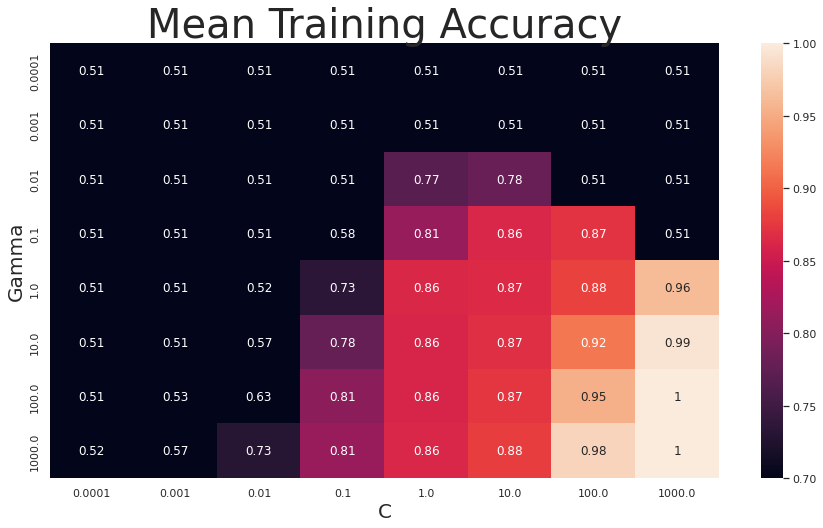 Mean Training Accuracy
Gamma
0.0001 0.51 0.51 0.51 0.51 0.51 0.51 0.51 0.51
0.001 0.51 0.51 0.51 0.51 0.51 0.51 0.51 0.51
0.01 0.51 0.51 0.51 0.51 0.77 0.78 0.51 0.51
0.1 0.51 0.51 0.51 0.58 0.81 0.86 0.87 0.51
1.0 0.51 0.51 0.52 0.73 0.86 0.87 0.88 0.96
10.0 0.51 0.51 0.57 0.78 0.86 0.87 0.92 0.99
100.0 0.51 0.53 0.63 0.81 0.86 0.87 0.95 1
1000.0 0.52 0.57 0.73 0.81 0.86 0.88 0.98 1
0.0001 0.001 0.01 0.1 1.0 10.0 100.0 1000.0
C
1.00
0.95
0.90
0.85
0.80
0.75
0.70